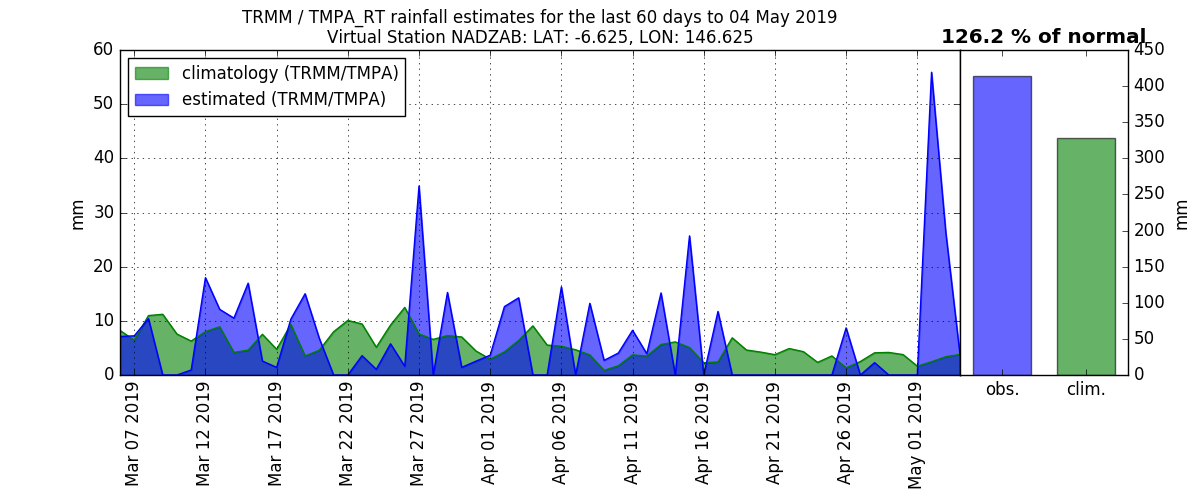 TRMM / TMPA_RT rainfall estimates for the last 60 days to 04 May 2019
Virtual Station NADZAB: LAT: -6.625, LON: 146.625
126.2 % of normal
climatology (TRMM/TMPA)
estimated (TRMM/TMPA)
60
50
40
30
20
10
0
mm
Mar 07 2019
Mar 12 2019
Mar 17 2019
Mar 22 2019
Mar 27 2019
Apr 01 2019
Apr 06 2019
Apr 11 2019
Apr 16 2019
Apr 21 2019
Apr 26 2019
May 01 2019
obs.
clim.
450
400
350
300
250
200
150
100
50
0
mm